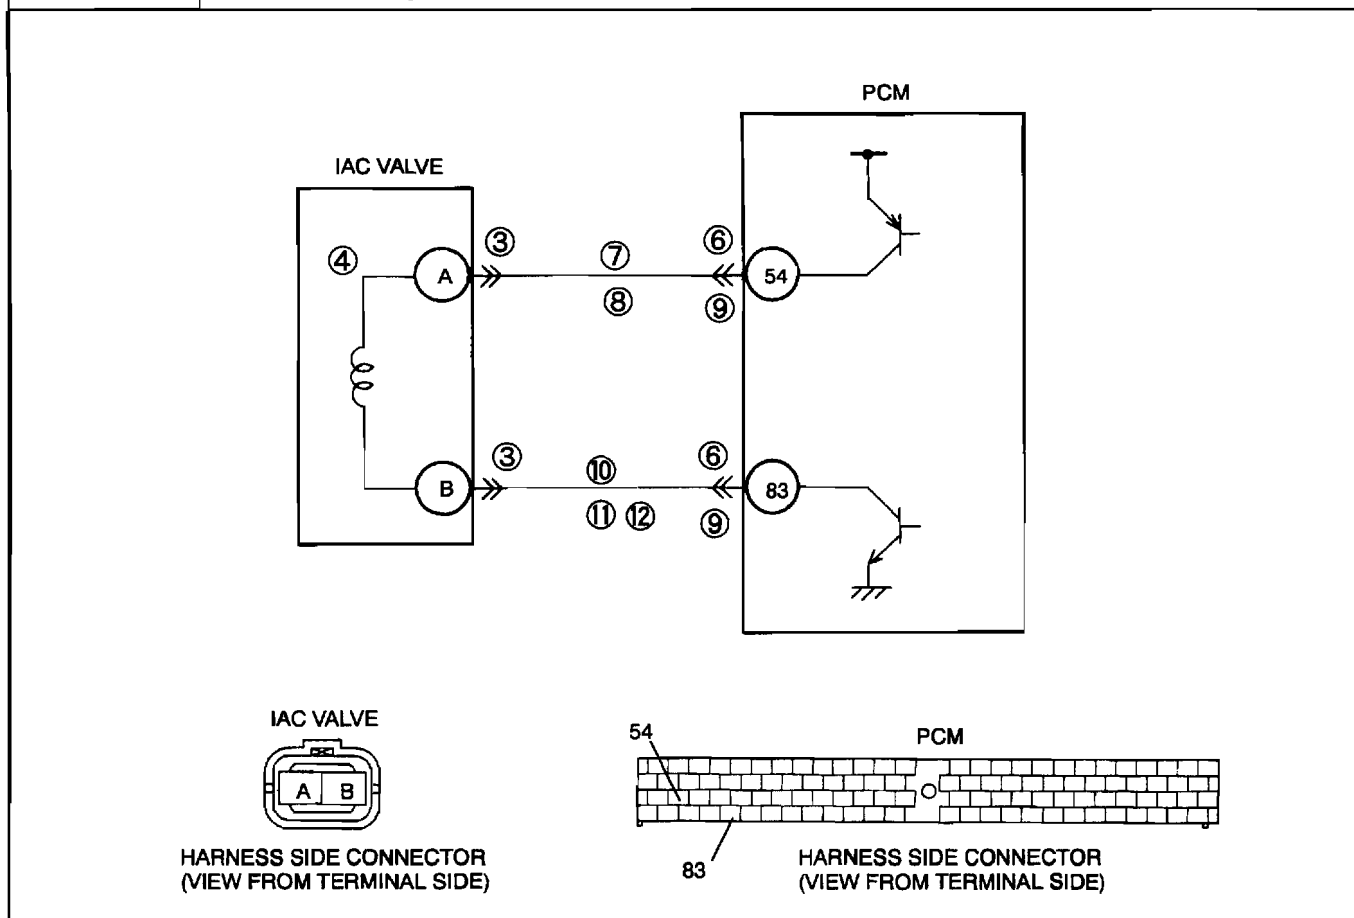 PCM
IAC VALVE
④
A
③
⑦
⑥
54
⑧
⑨
B
③
⑩
⑥
83
⑪ ⑫
⑨
IAC VALVE
A B
HARNESS SIDE CONNECTOR
(VIEW FROM TERMINAL SIDE)
54
PCM
83
HARNESS SIDE CONNECTOR
(VIEW FROM TERMINAL SIDE)